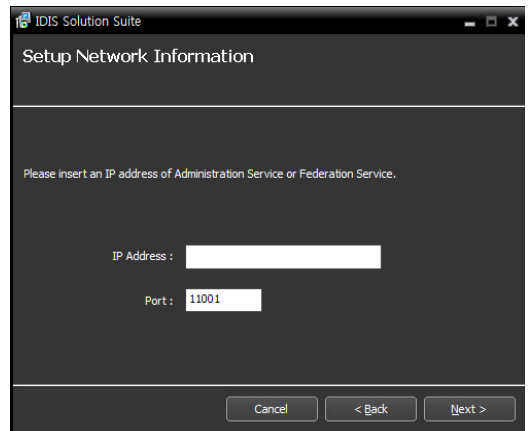 IDIS Solution Suite
Setup Network Information
Please insert an IP address of Administration Service or Federation Service.
IP Address :
Port : 11001
Cancel < Back Next >